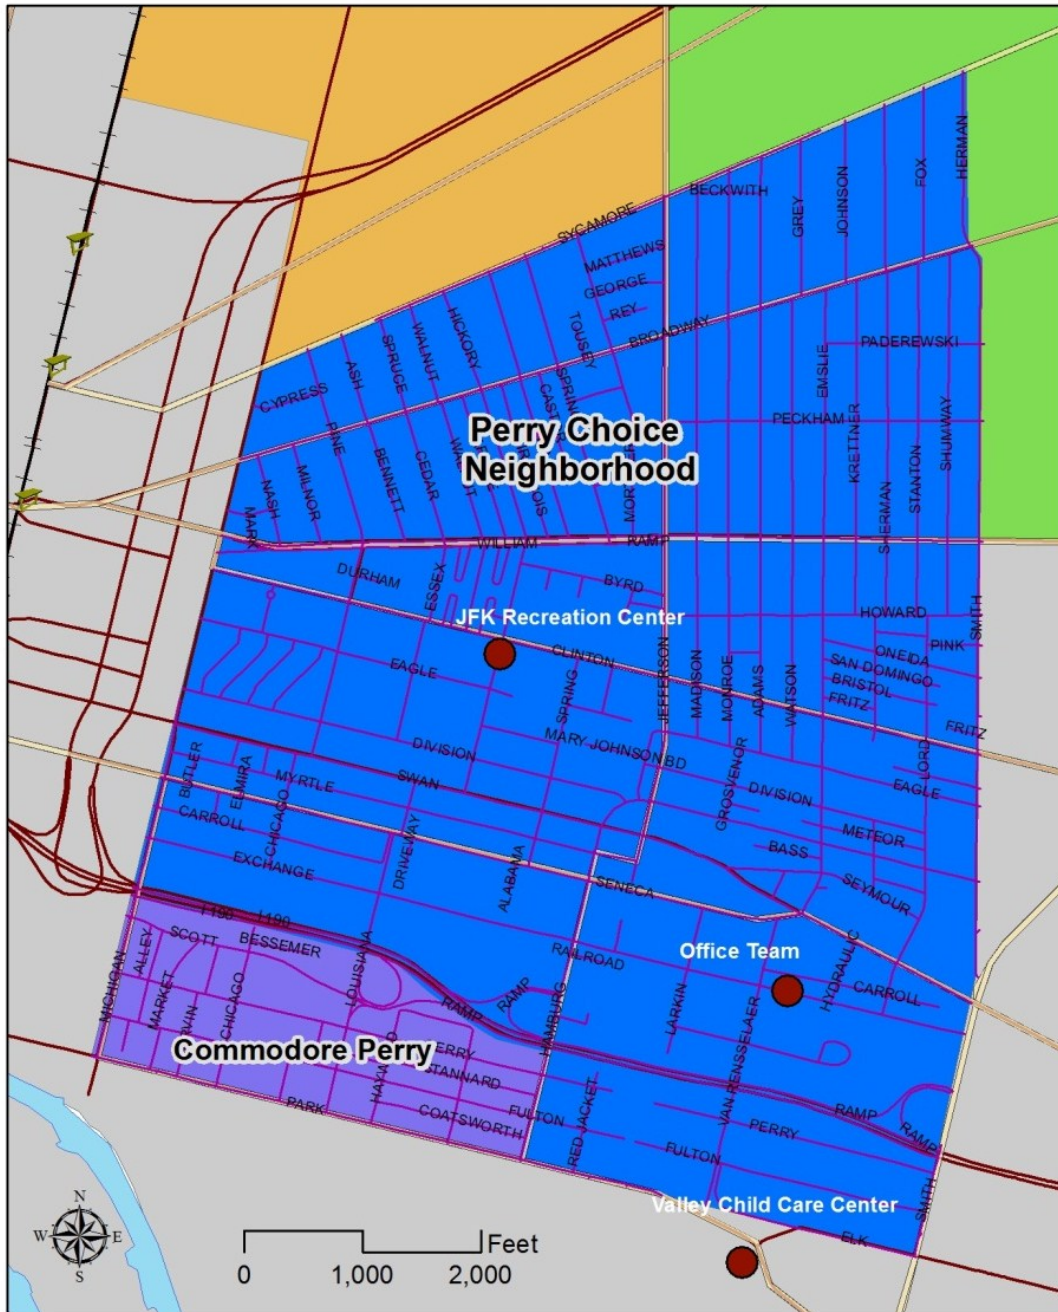 HERMAN
FOX
BECKWITH
GREY
JOHNSON
SYCAMORE
MATTHEWS
GEORGE
REY
BROADWAY
TOUSEY
HICKORY
WALNUT
SPRUCE
ASH
CYPRESS
PINE
PADEREWSKI
EMSLIE
PECKHAM
KRETTNER
SHUMWAY
STANTON
SHERMAN
Perry Choice
Neighborhood
BENNETT
CEDAR
MILNOR
NASH
MARK
WILLIAM
RAMP
DURHAM
ESSEX
BYRD
HOWARD
SMITH
JFK Recreation Center
CLINTON
PINK
ONEIDA
SAN DOMINGO
BRISTOL
FRITZ
FRITZ
EAGLE
SPRING
JEFFERSON
MADISON
MONROE
ADAMS
WATSON
MARY JOHNSON BD
DIVISION
SWAN
GROSVENOR
DIVISION
LORD
EAGLE
BUTLER
ELMIRA
MYRTLE
CHICAGO
CARROLL
EXCHANGE
DRIVEWAY
ALABAMA
SENECA
METEOR
BASS
SEYMOUR
I 190
I 190
SCOTT
BESSEMER
RAILROAD
Office Team
HYDRAULIC
CARROLL
MICHIGAN
ALLEY
MARKET
CHICAGO
LOUISIANA
RAMP
RAMP
HAMBURG
LARKIN
VAN RENSSELAER
Commodore Perry
STANNARD
COATSWORTH
PARK
FULTON
RED JACKET
PERRY
RAMP
RAMP
FULTON
Valley Child Care Center
SMITH
ELK
N
W
E
S
Feet
0
1,000
2,000